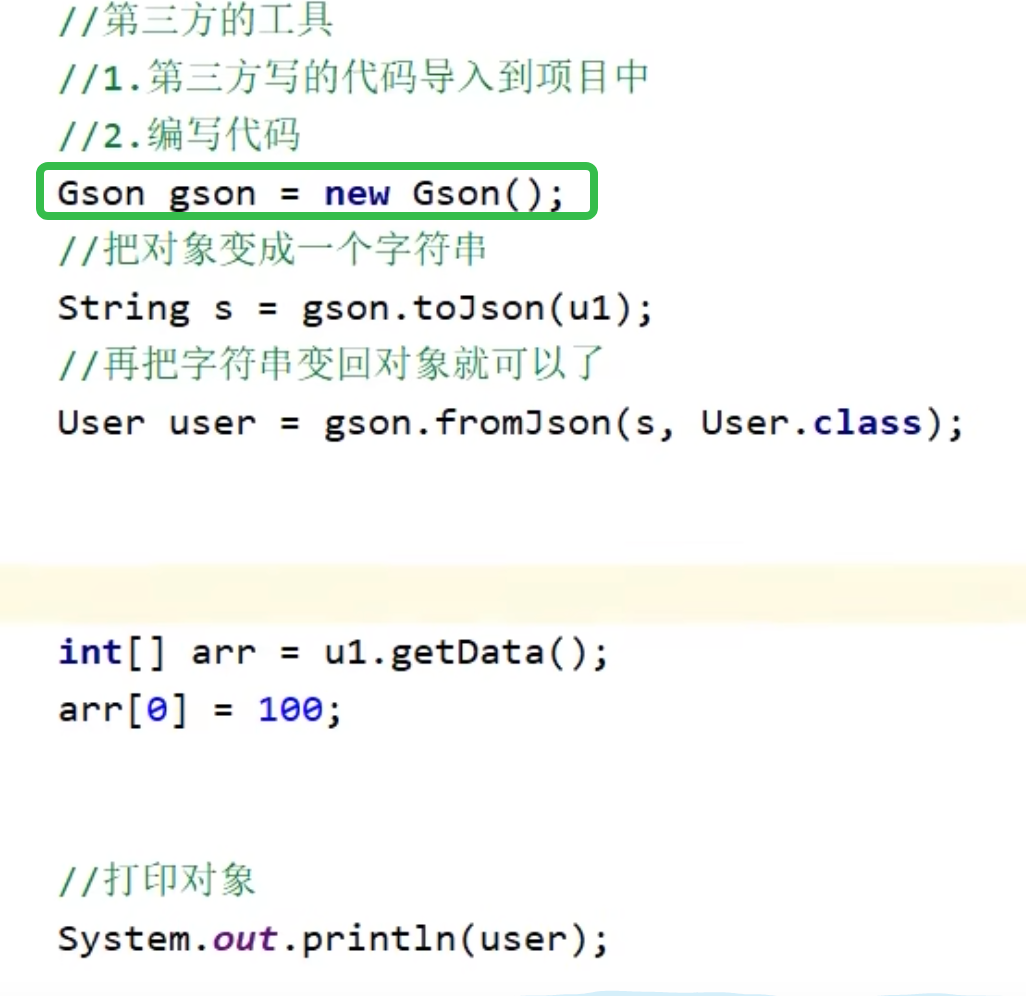 //第三方的工具
//1.第三方写的代码导入到项目中
//2.编写代码
Gson gson = new Gson();
//把对象变成一个字符串
String s = gson.toJson(u1);
//再把字符串变回对象就可以了
User user = gson.fromJson(s, User.class);
int[] arr = u1.getData();
arr[0] = 100;
//打印对象
System.out.println(user);